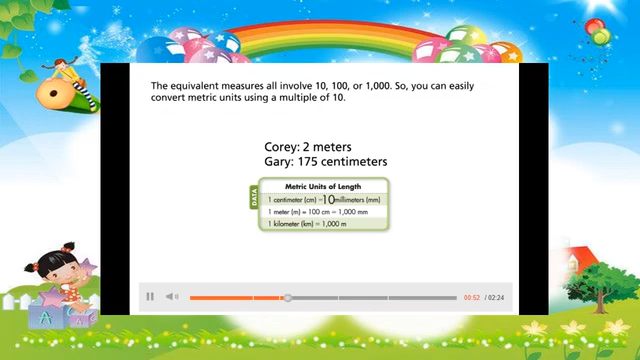 The equivalent measures all involve 10, 100, or 1,000. So, you can easily
convert metric units using a multiple of 10.
Corey: 2 meters
Gary: 175 centimeters
DATA
Metric Units of Length
1 centimeter (cm) = 10 millimeters (mm)
1 meter (m) = 100 cm = 1,000 mm
1 kilometer (km) = 1,000 m
00:52 / 02:24
A A